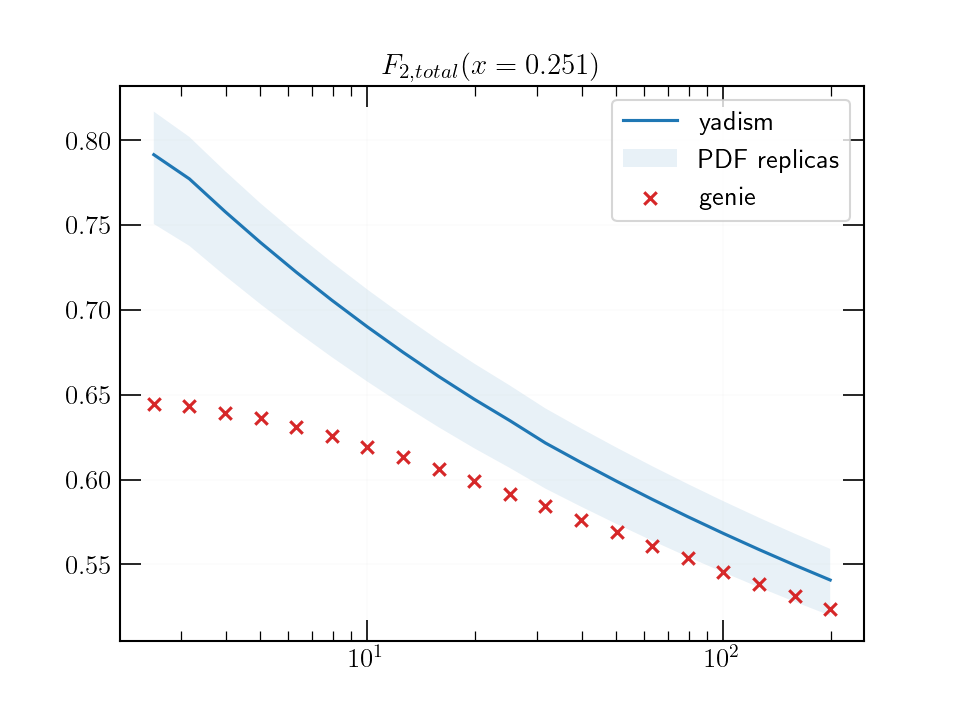 F_{2,total}(x = 0.251)
yadism
PDF replicas
genie
0.80
0.75
0.70
0.65
0.60
0.55
10^1
10^2